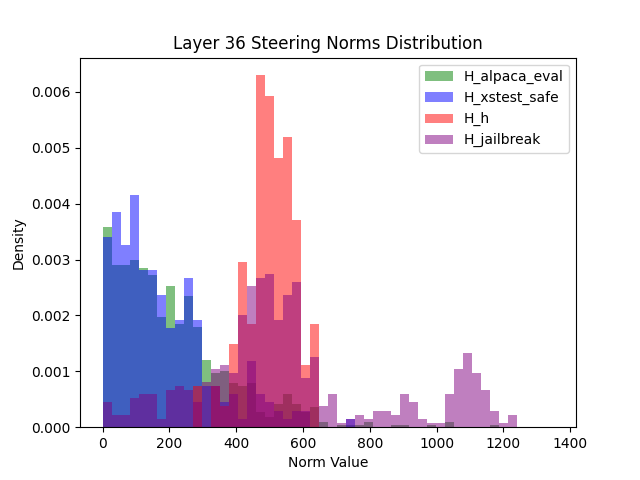 Layer 36 Steering Norms Distribution
H_alpaca_eval
H_xstest_safe
H_h
H_jailbreak
0.006
0.005
0.004
0.003
0.002
0.001
0.000
Density
0 200 400 600 800 1000 1200 1400
Norm Value